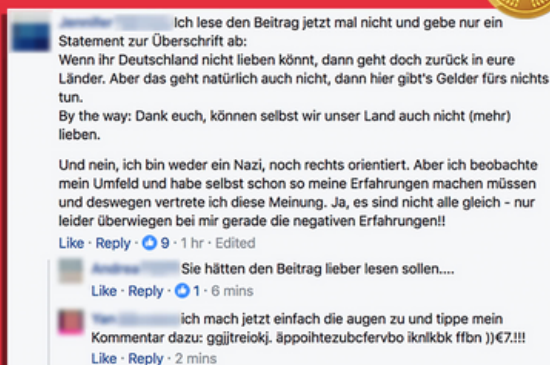 Ich lese den Beitrag jetzt mal nicht und gebe nur ein
Statement zur Überschrift ab:
Wenn ihr Deutschland nicht lieben könnt, dann geht doch zurück in eure
Länder. Aber das geht natürlich auch nicht, dann hier gibt's Gelder fürs nichts
tun.
By the way: Dank euch, können selbst wir unser Land auch nicht (mehr)
lieben.
Und nein, ich bin weder ein Nazi, noch rechts orientiert. Aber ich beobachte
mein Umfeld und habe selbst schon so meine Erfahrungen machen müssen
und deswegen vertrete ich diese Meinung. Ja, es sind nicht alle gleich - nur
leider überwiegen bei mir gerade die negativen Erfahrungen!!
Like · Reply · 9 · 1 hr · Edited
Sie hätten den Beitrag lieber lesen sollen....
Like · Reply · 1 · 6 mins
ich mach jetzt einfach die augen zu und tippe mein
Kommentar dazu: ggjjtreiokj. äppoihtezubcfervbo iknlkbk ffbn ))€7.!!!
Like · Reply · 2 mins